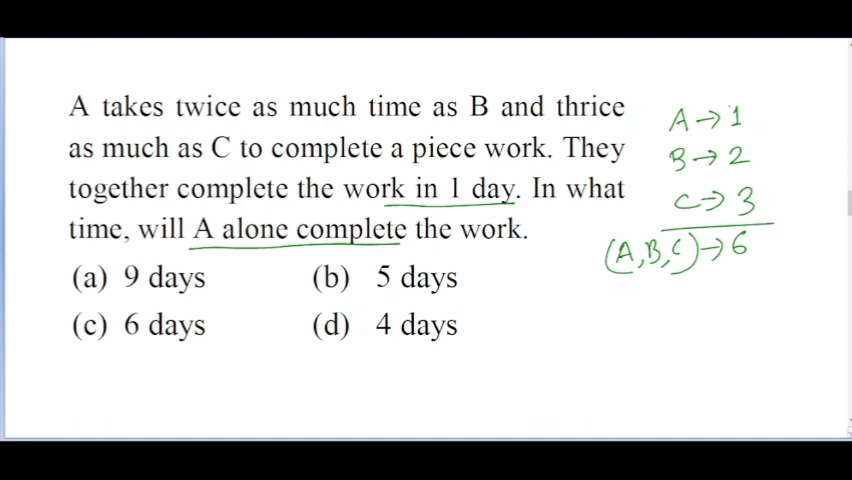 A takes twice as much time as B and thrice
as much as C to complete a piece work. They
together complete the work in 1 day. In what
time, will A alone complete the work.
(a) 9 days (b) 5 days
(c) 6 days (d) 4 days
A → 1
B → 2
C → 3
(A,B,C) → 6